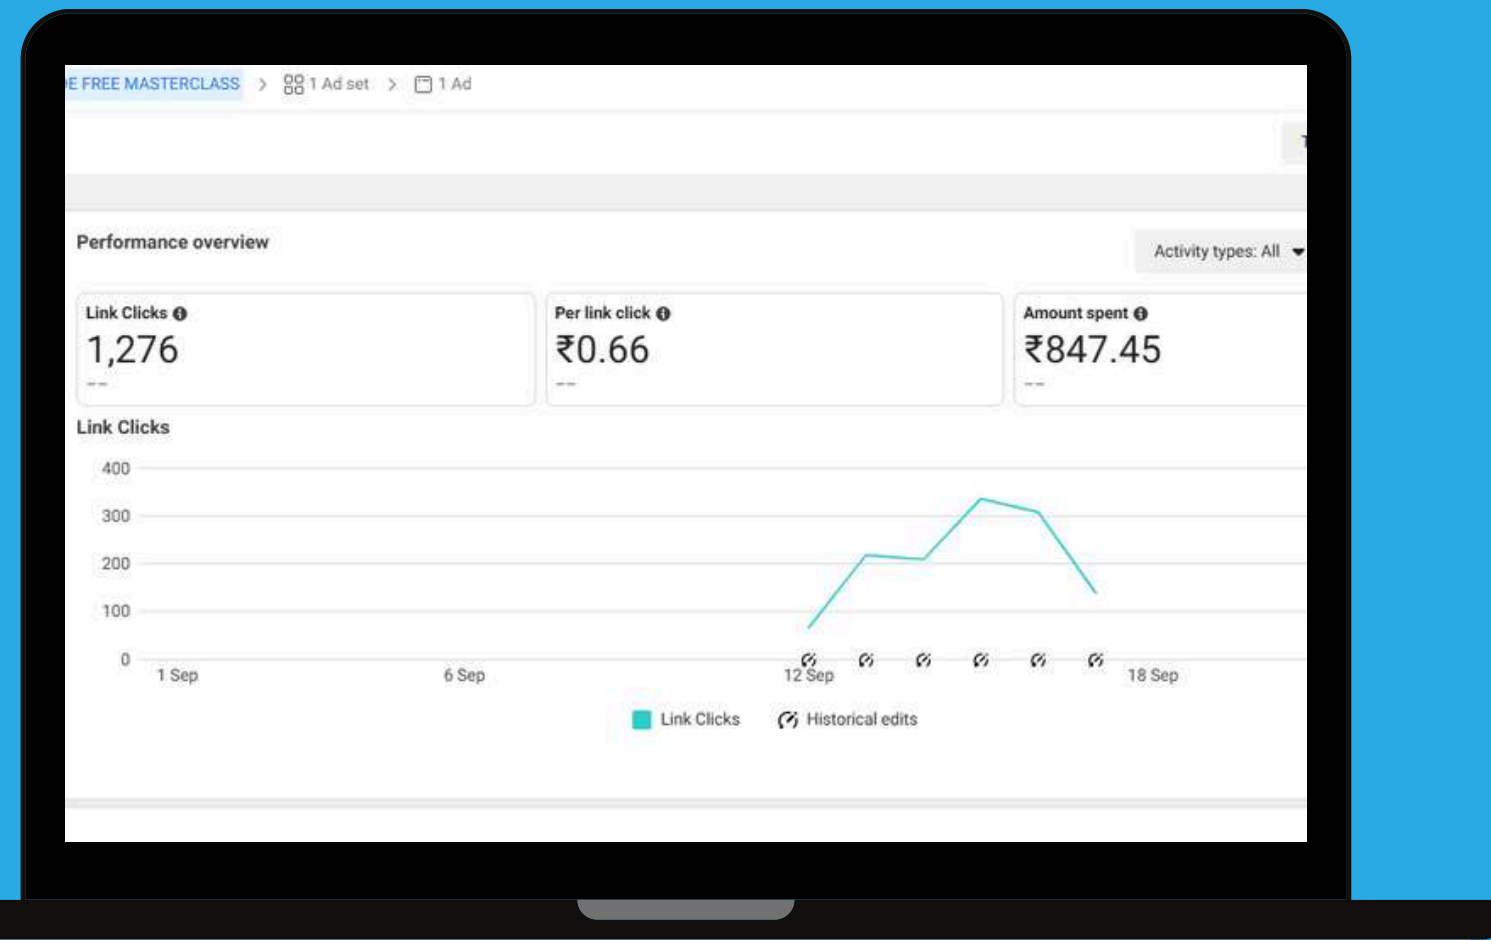 E FREE MASTERCLASS > 1 Ad set > 1 Ad
Performance overview
Activity types: All
Link Clicks
1,276
--
Per link click
₹0.66
--
Amount spent
₹847.45
--
Link Clicks
400
300
200
100
0
1 Sep 6 Sep 12 Sep 18 Sep
Link Clicks Historical edits